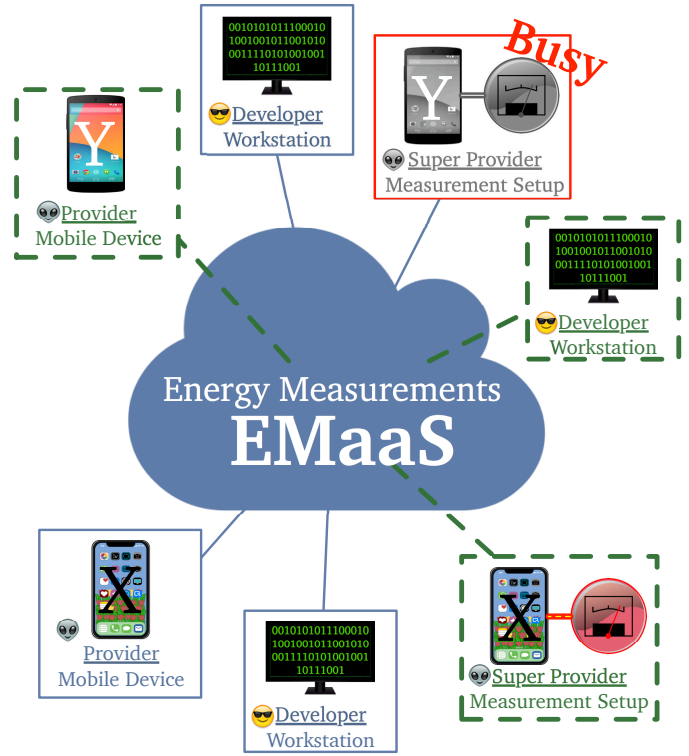 0010101011100010
1001001011001010
0011110101001001
10111001
😎Developer
Workstation
Busy
Y
👽Super Provider
Measurement Setup
Y
👽Provider
Mobile Device
0010101011100010
1001001011001010
0011110101001001
10111001
😎Developer
Workstation
Energy Measurements
EMaaS
X
👽
Provider
Mobile Device
0010101011100010
1001001011001010
0011110101001001
10111001
😎Developer
Workstation
X
👽Super Provider
Measurement Setup